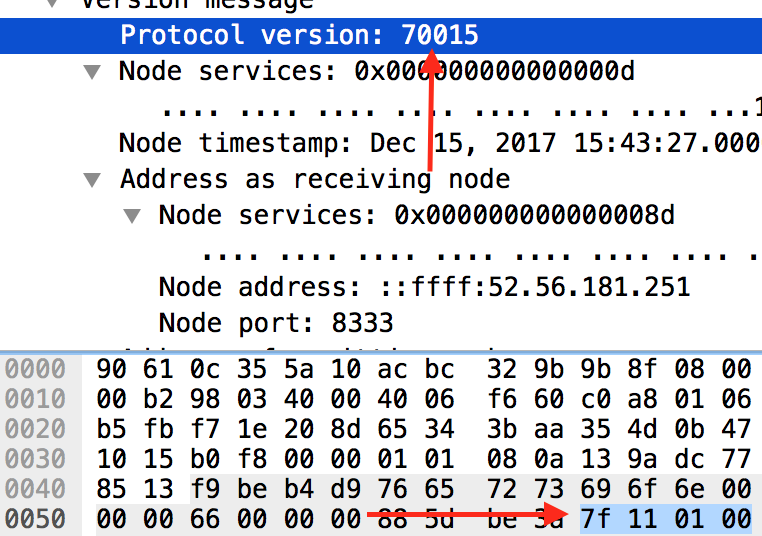 Version message
Protocol version: 70015
Node services: 0x000000000000000d
.... .... .... .... .... .... .... ...1
Node timestamp: Dec 15, 2017 15:43:27.000
Address as receiving node
Node services: 0x000000000000008d
.... .... .... .... .... .... .... .
Node address: ::ffff:52.56.181.251
Node port: 8333
0000 90 61 0c 35 5a 10 ac bc 32 9b 9b 8f 08 00
0010 00 b2 98 03 40 00 40 06 f6 60 c0 a8 01 06
0020 b5 fb f7 1e 20 8d 65 34 3b aa 35 4d 0b 47
0030 10 15 b0 f8 00 00 01 01 08 0a 13 9a dc 77
0040 85 13 f9 be b4 d9 76 65 72 73 69 6f 6e 00
0050 00 00 66 00 00 00 88 5d be 3a 7f 11 01 00